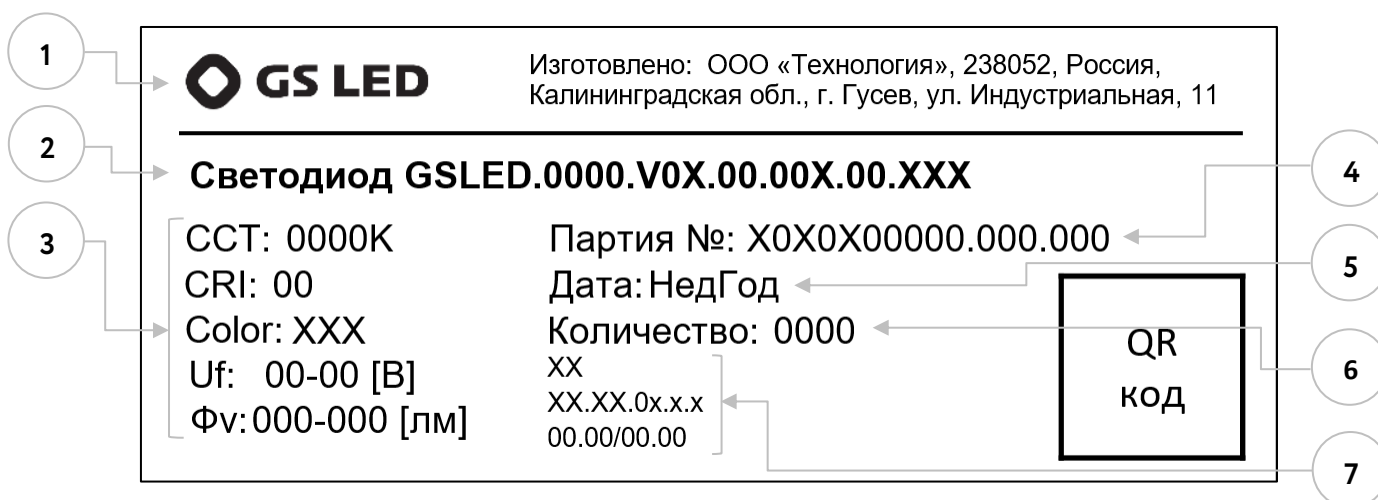 1
GS LED
Изготовлено: ООО «Технология», 238052, Россия,
Калининградская обл., г. Гусев, ул. Индустриальная, 11
2
Светодиод GSLED.0000.V0X.00.00X.00.XXX
4
3
CCT: 0000K
CRI: 00
Color: XXX
Uf: 00-00 [В]
Фv: 000-000 [лм]
Партия №: X0X0X00000.000.000
Дата: НедГод
Количество: 0000
XX
XX.XX.0x.x.x
00.00/00.00
5
QR
код
6
7